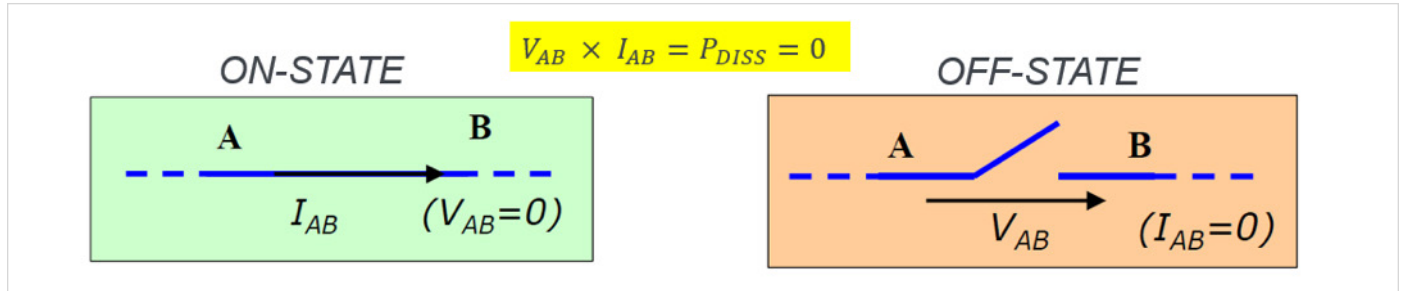 V_AB × I_AB = P_DISS = 0
ON-STATE
OFF-STATE
A
B
I_AB
(V_AB=0)
A
B
V_AB
(I_AB=0)